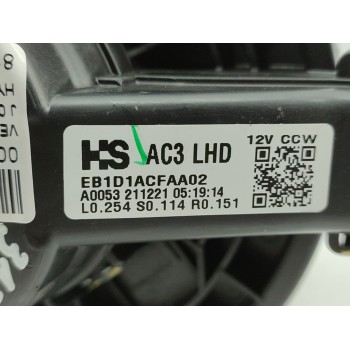 HS AC3 LHD
12V CCW
EB1D1ACFAA02
A0053 211221 05:19:14
L0.254 S0.114 R0.151